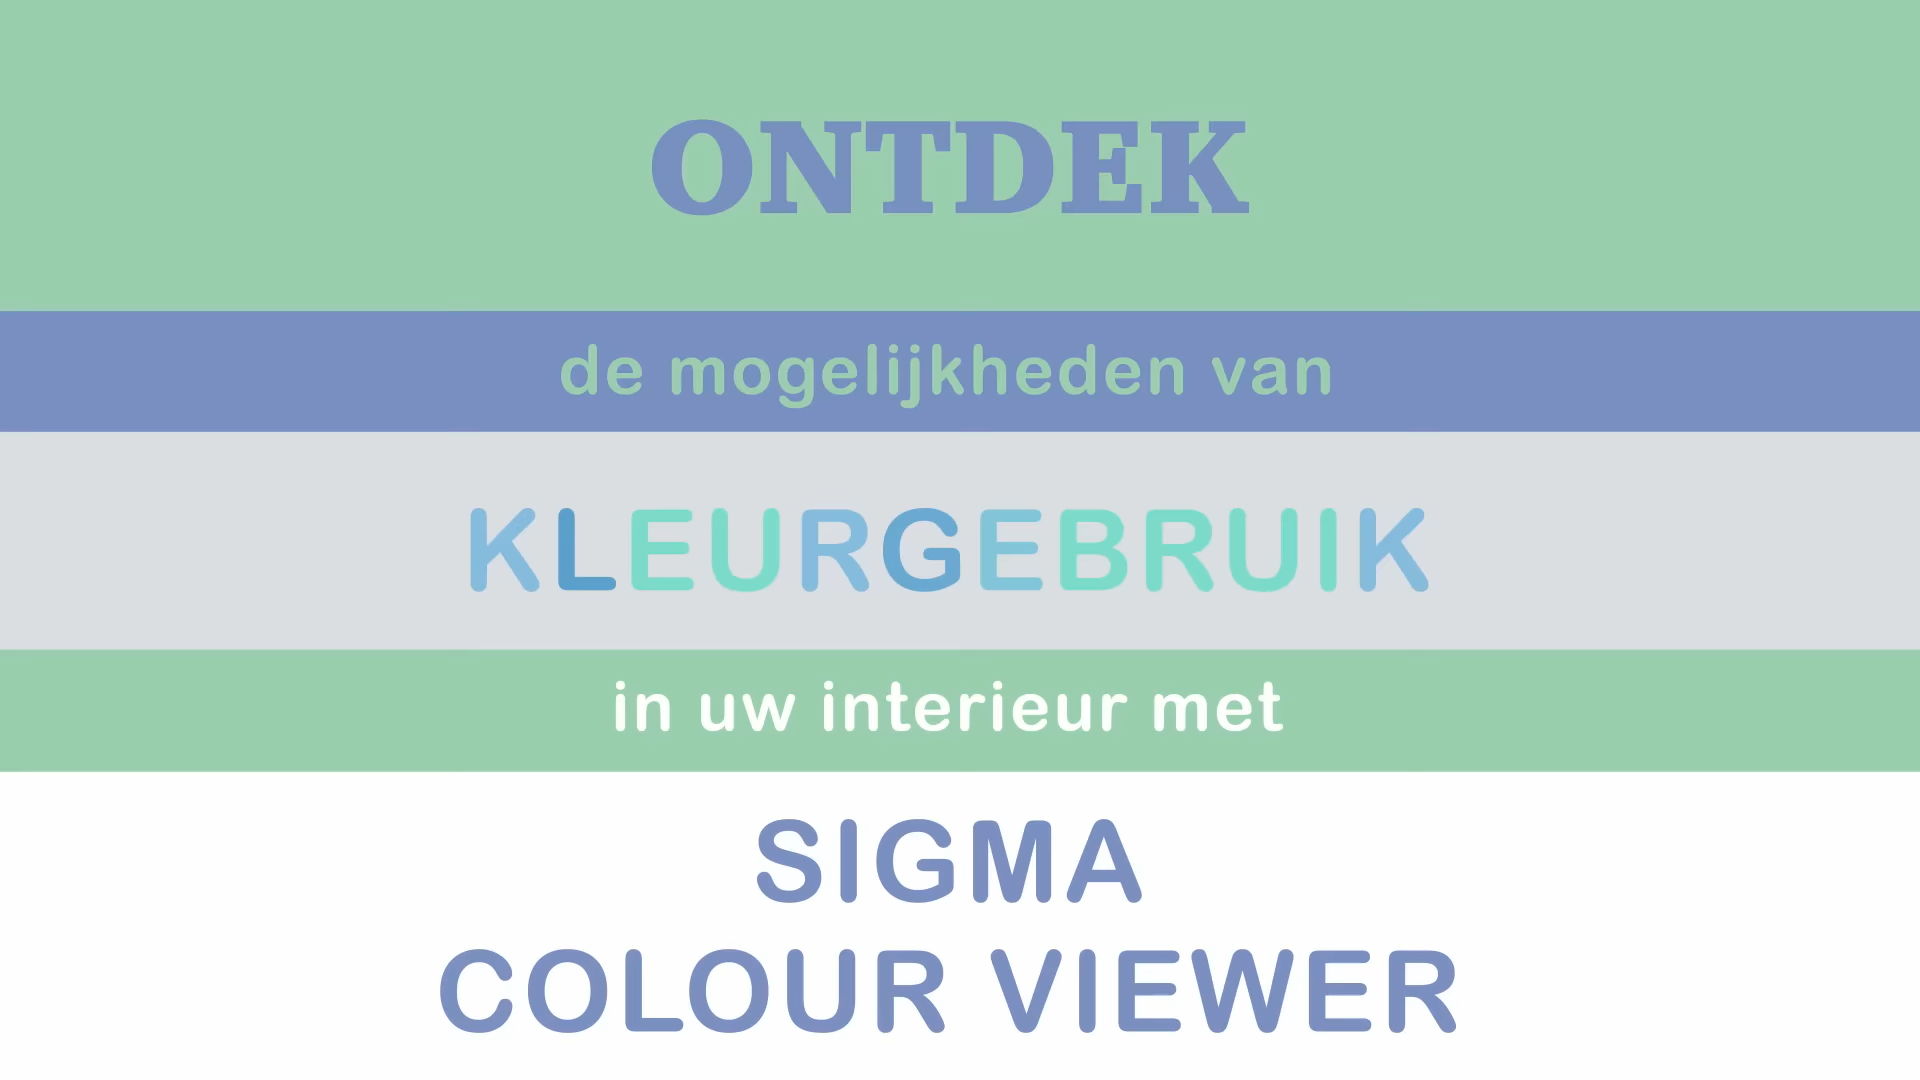 ONTDEK
de mogelijkheden van
KLEURGEBRUIK
in uw interieur met
SIGMA
COLOUR VIEWER